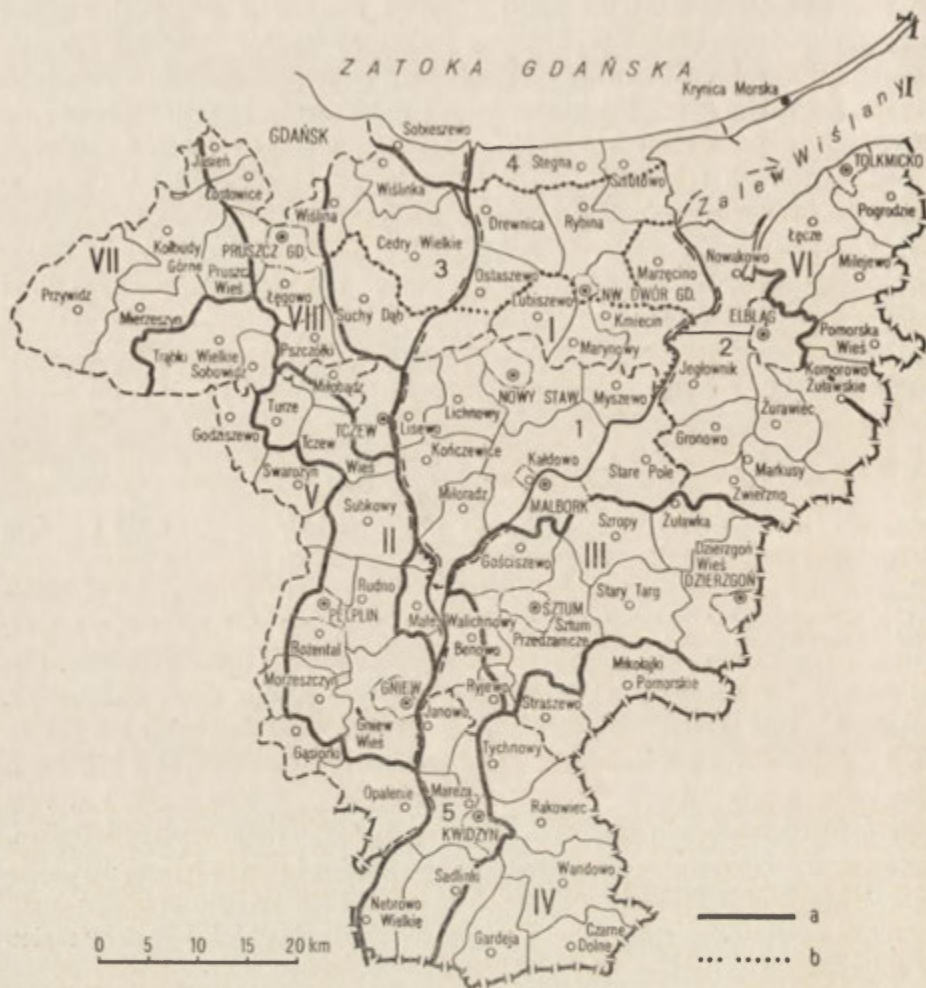 ZATOKA GDAŃSKA
Krynica Morska
Zalew Wiślany
GDAŃSK
Sobieszewo
4 Stegna
Sztutowo
TOLKMICKO
Jasień
Łostowice
Wiślinka
Wiślina
Drewnica
Rybina
Pogrodzie
Łęcze
Kolbudy
Górne
PRUSZCZ GD.
Pruszcz
Wieś
Cedry Wielkie
3
Ostaszewo
Marzęcino
Nowakowo
VI
Milejewo
VII
Przywidz
Mierzeszyn
Łęgowo
VIII
Suchy Dąb
Lubiszewo
NW. DWÓR GD.
Kmiecin
I
ELBLĄG
2
Pomorska
Wieś
Trąbki Wielkie
Sobowidz
Pszczółki
Marynowy
Jegłownik
Komorowo
Żuławskie
Miłobądz
NOWY STAW
Myszewo
Godziszewo
Turze
Tczew
Wieś
TCZEW
Lisewo
Lichnowy
1
Gronowo
Żurawiec
Swarożyn
V
Kończewice
Kałdowo
Stare Pole
Markusy
Zwierzno
Subkowy
II
Miłoradz
MALBORK
Szropy
Żuławka
Gościszewo
III
Dzierzgoń
Wieś
DZIERZGOŃ
Rudno
PELPLIN
Małe Walichnowy
SZTUM
Sztum
Przedzamcze
Stary Targ
Rożental
Benowo
Morzeszczyn
GNIEW
Gniew
Wieś
Janowo
Ryjewo
Straszewo
Mikołajki
Pomorskie
Gąsiorki
Tychnowy
Opalenie
Mareza
5
KWIDZYN
Rakowiec
Nebrowo
Wielkie
Sadlinki
Wandowo
IV
Gardeja
Czarne
Dolne
a
b
0 5 10 15 20 km